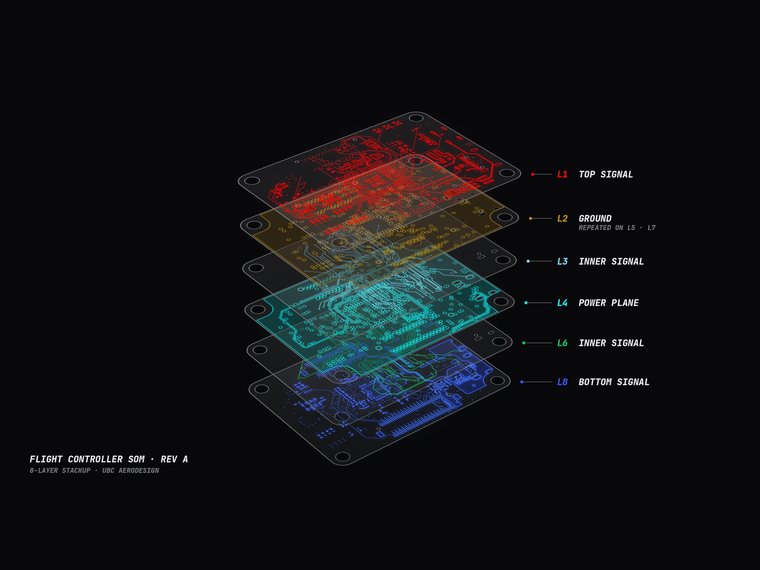 L1 TOP SIGNAL
L2 GROUND
REPEATED ON L5 · L7
L3 INNER SIGNAL
L4 POWER PLANE
L6 INNER SIGNAL
L8 BOTTOM SIGNAL
FLIGHT CONTROLLER SOM · REV A
8-LAYER STACKUP · UBC AERODESIGN